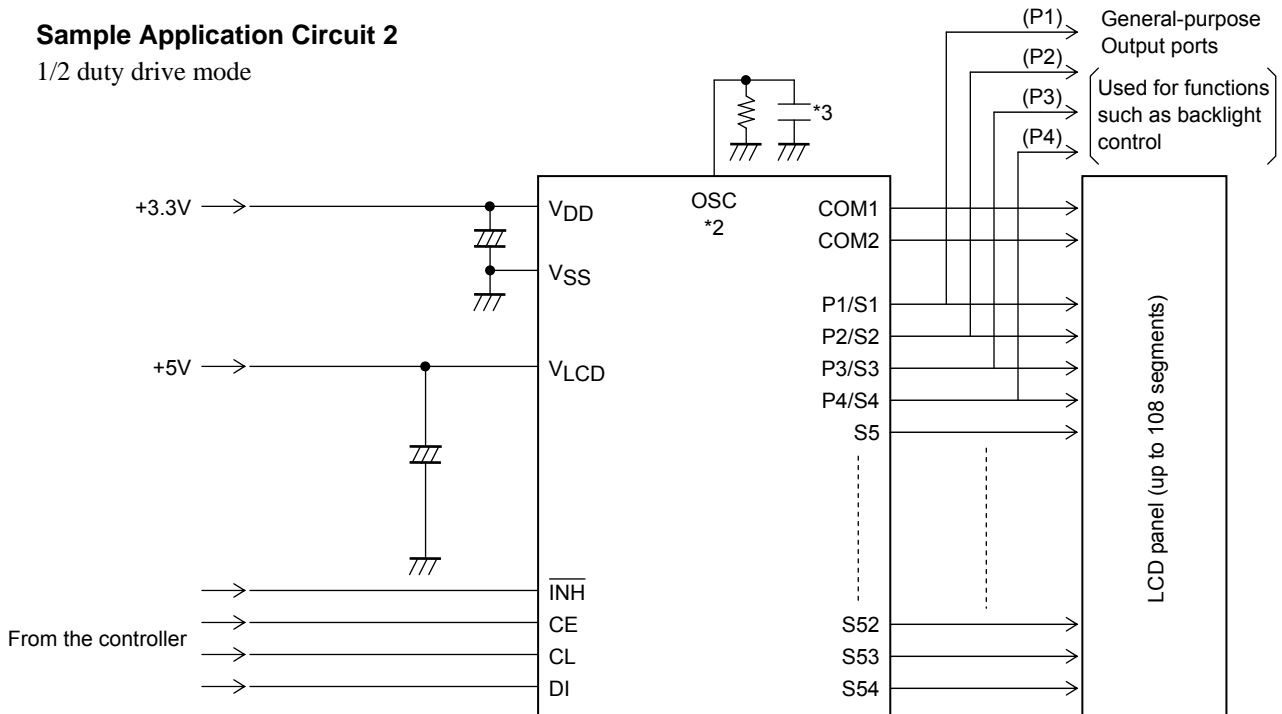 Sample Application Circuit 2
1/2 duty drive mode
(P1)
General-purpose
Output ports
(P2)
(P3)
(P4)
Used for functions
such as backlight
control
*3
+3.3V
VDD
OSC
*2
COM1
COM2
VSS
P1/S1
P2/S2
+5V
VLCD
P3/S3
P4/S4
S5
LCD panel (up to 108 segments)
INH
From the controller
CE
CL
DI
S52
S53
S54